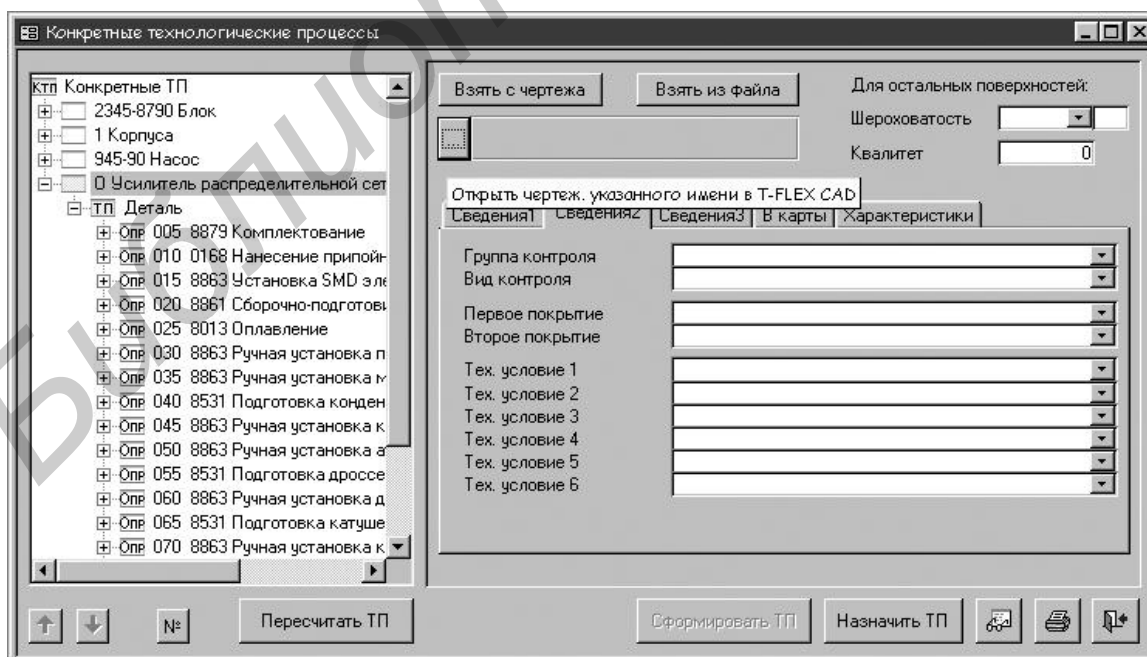 Конкретные технологические процессы
Ктп Конкретные ТП
2345-8790 Блок
1 Корпуса
945-90 Насос
0 Усилитель распределительной сет
ТП Деталь
Опр 005 8879 Комплектование
Опр 010 0168 Нанесение припойн
Опр 015 8863 Установка SMD эле
Опр 020 8861 Сборочно-подготови
Опр 025 8013 Оплавление
Опр 030 8863 Ручная установка п
Опр 035 8863 Ручная установка м
Опр 040 8531 Подготовка конден
Опр 045 8863 Ручная установка к
Опр 050 8863 Ручная установка а
Опр 055 8531 Подготовка дроссе
Опр 060 8863 Ручная установка д
Опр 065 8531 Подготовка катуше
Опр 070 8863 Ручная установка к
Взять с чертежа
Взять из файла
Для остальных поверхностей:
Шероховатость
Квалитет 0
...
Открыть чертеж. указанного имени в T-FLEX CAD
Сведения1 Сведения2 Сведения3 В карты Характеристики
Группа контроля
Вид контроля
Первое покрытие
Второе покрытие
Тех. условие 1
Тех. условие 2
Тех. условие 3
Тех. условие 4
Тех. условие 5
Тех. условие 6
№
Пересчитать ТП
Сформировать ТП
Назначить ТП